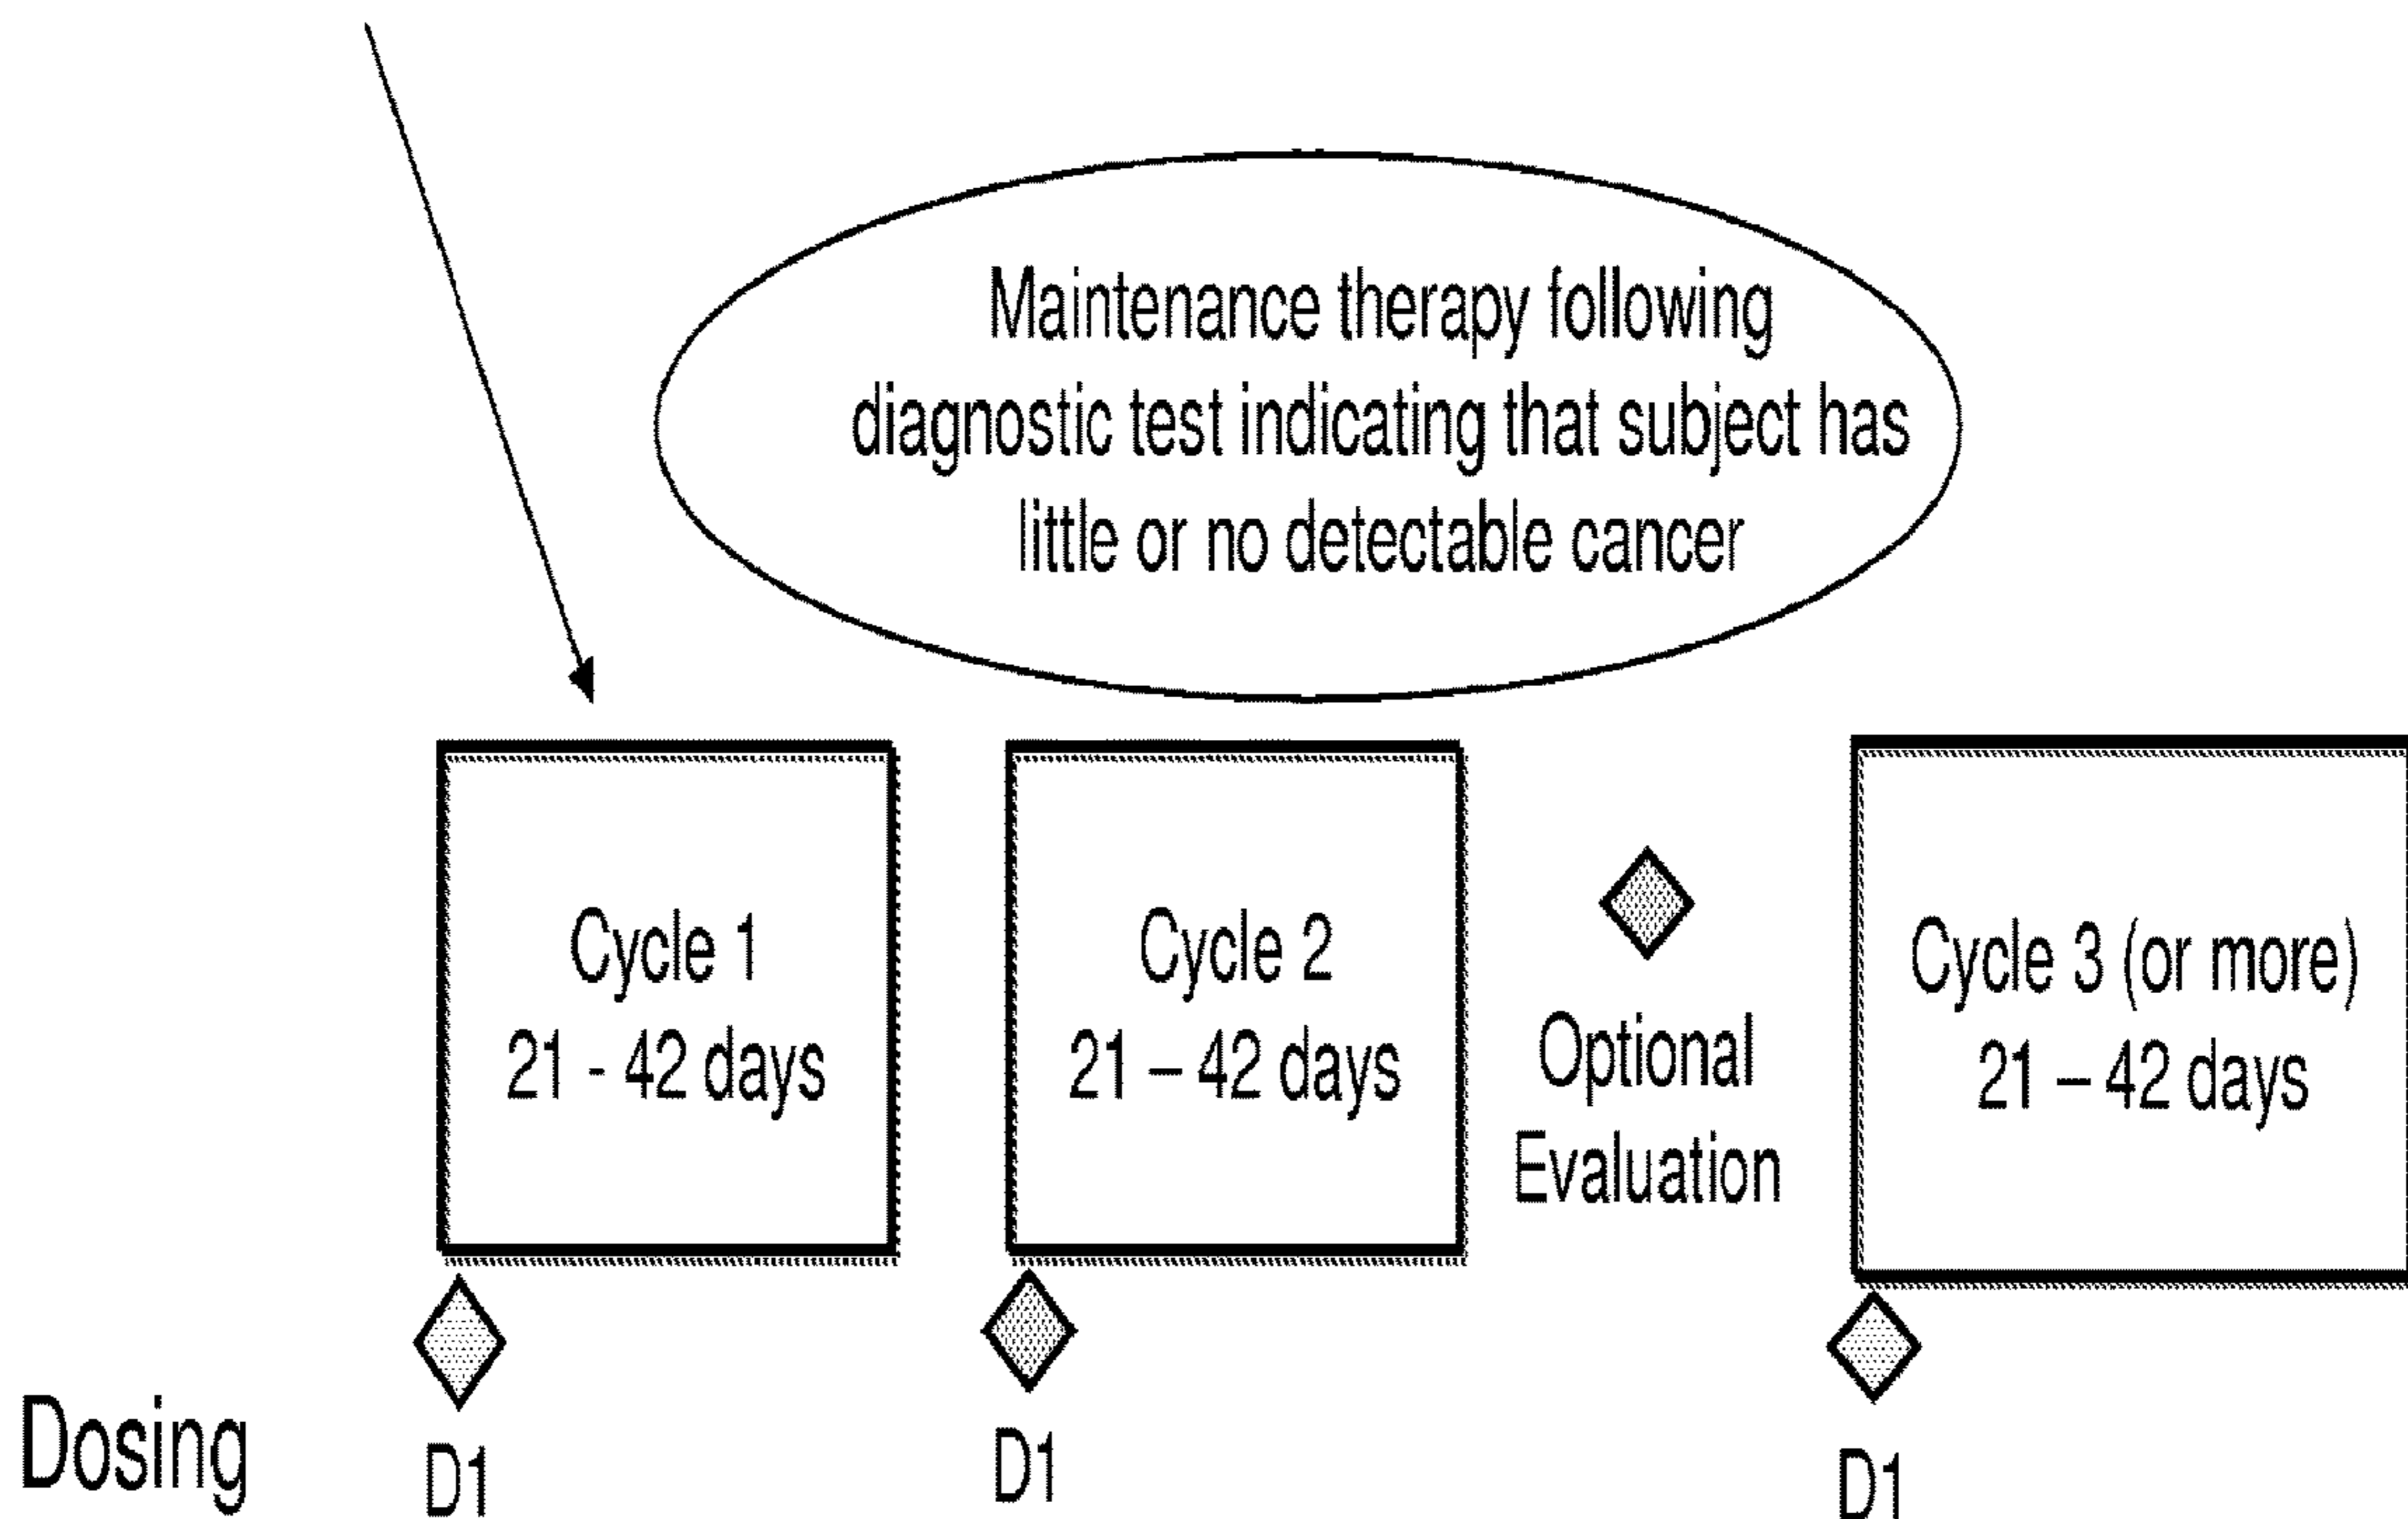 Maintenance therapy following
diagnostic test indicating that subject has
little or no detectable cancer
Cycle 1
21 - 42 days
Cycle 2
21 – 42 days
Optional
Evaluation
Cycle 3 (or more)
21 – 42 days
Dosing
D1
D1
D1